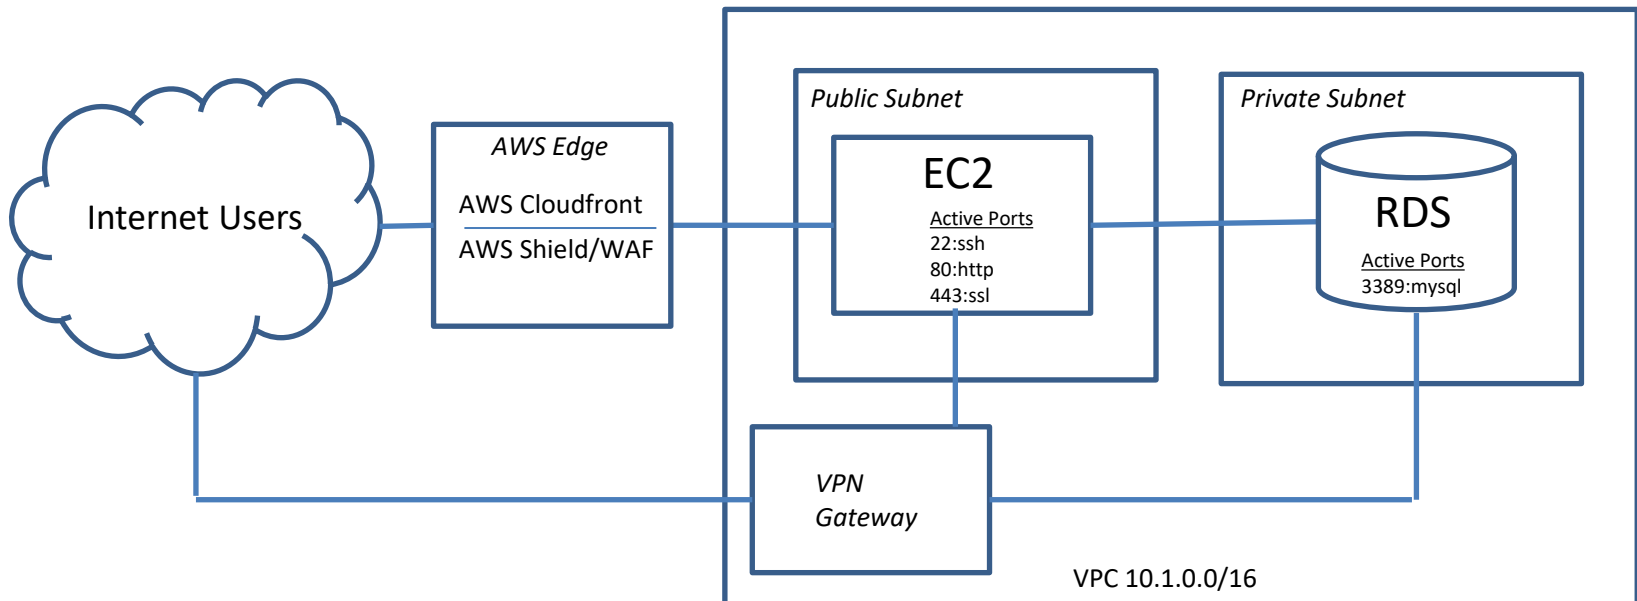 Internet Users
AWS Edge
AWS Cloudfront
AWS Shield/WAF
Public Subnet
EC2
Active Ports
22:ssh
80:http
443:ssl
Private Subnet
RDS
Active Ports
3389:mysql
VPN
Gateway
VPC 10.1.0.0/16